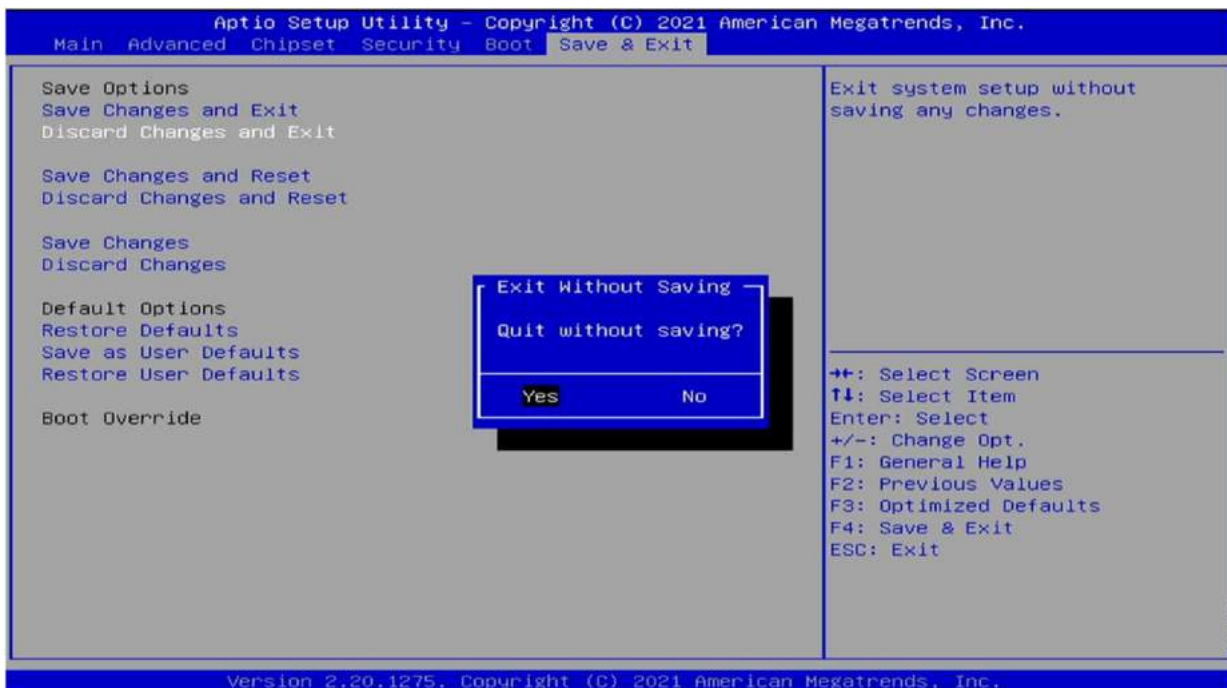 Aptio Setup Utility – Copyright (C) 2021 American Megatrends, Inc.
Main Advanced Chipset Security Boot Save & Exit
Save Options
Save Changes and Exit
Discard Changes and Exit
Save Changes and Reset
Discard Changes and Reset
Save Changes
Discard Changes
Default Options
Restore Defaults
Save as User Defaults
Restore User Defaults
Boot Override
Exit Without Saving
Quit without saving?
Yes No
Exit system setup without
saving any changes.
→←: Select Screen
↑↓: Select Item
Enter: Select
+/-: Change Opt.
F1: General Help
F2: Previous Values
F3: Optimized Defaults
F4: Save & Exit
ESC: Exit
Version 2.20.1275. Copyright (C) 2021 American Megatrends, Inc.